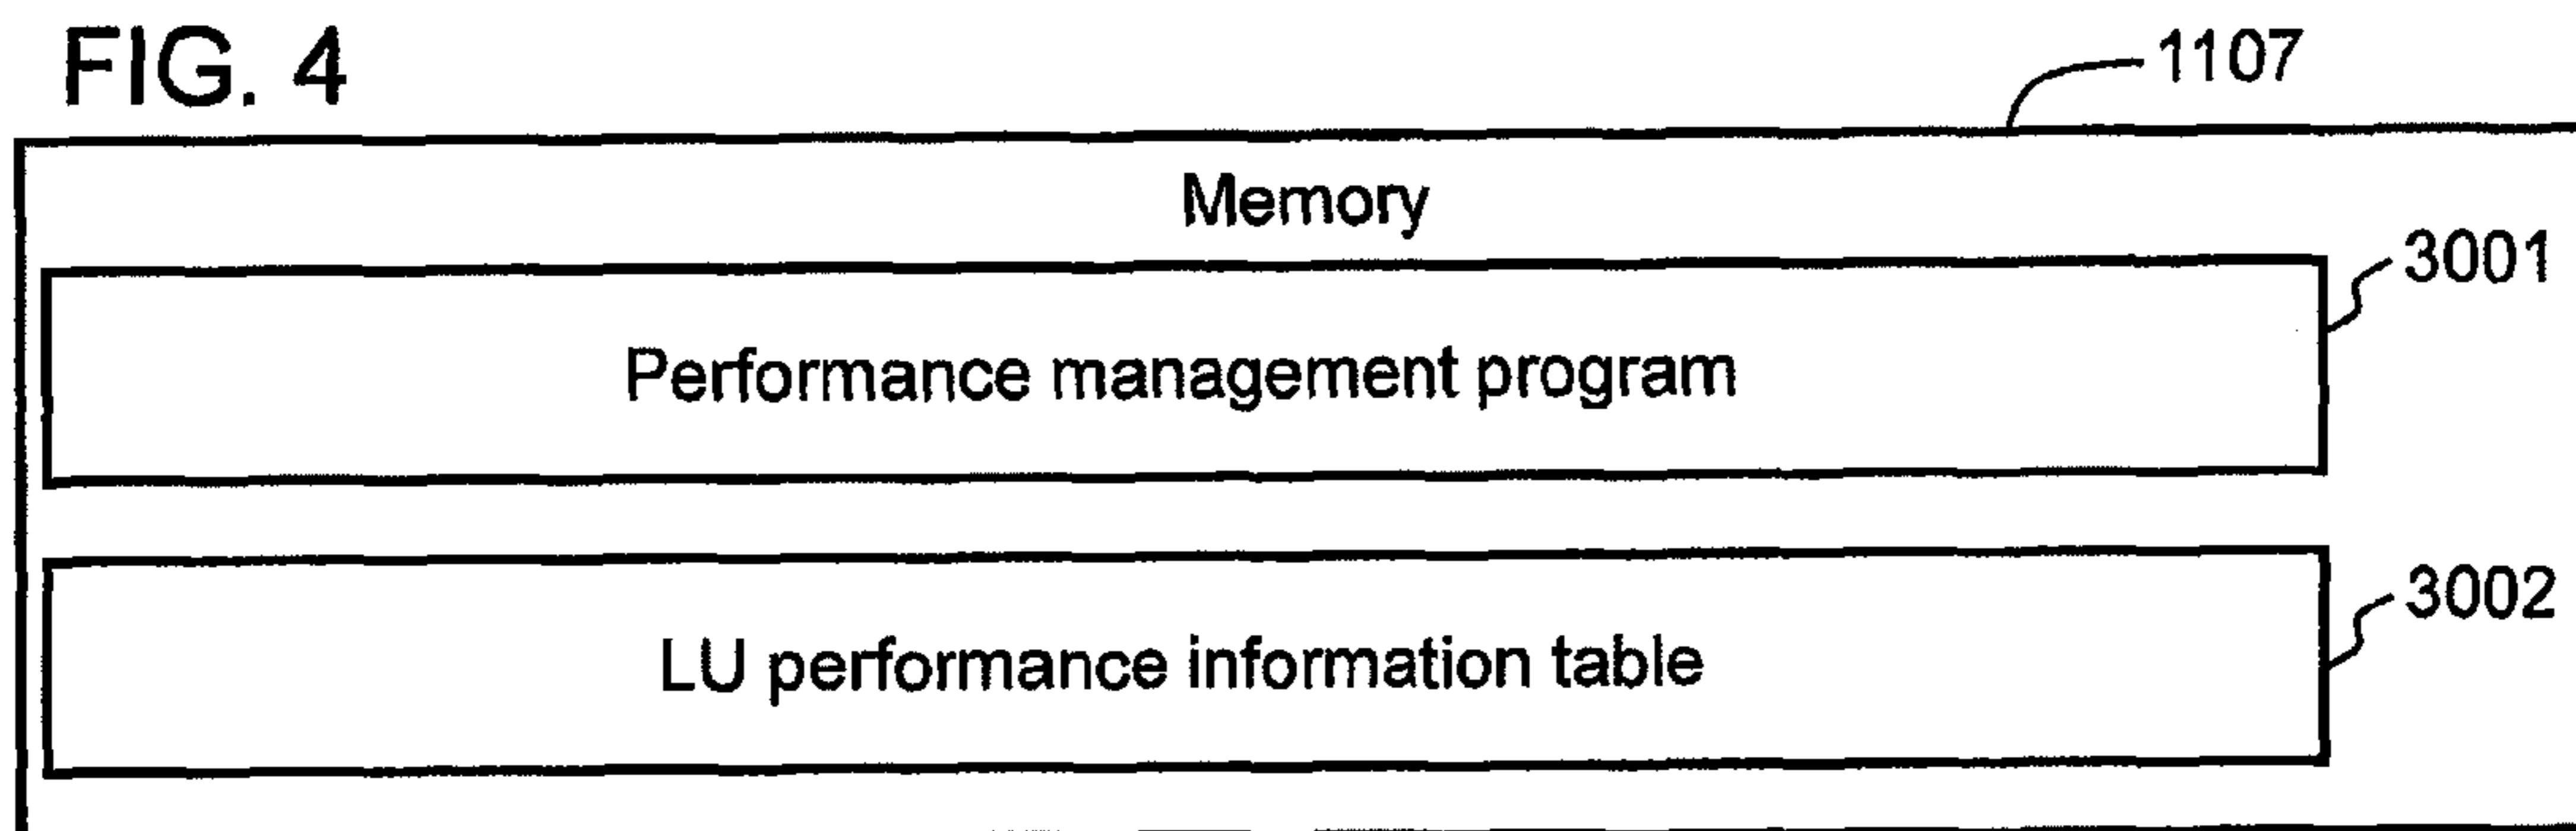 FIG. 4
1107
Memory
3001
Performance management program
3002
LU performance information table